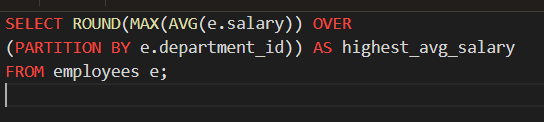 SELECT ROUND(MAX(AVG(e.salary)) OVER
(PARTITION BY e.department_id)) AS highest_avg_salary
FROM employees e;